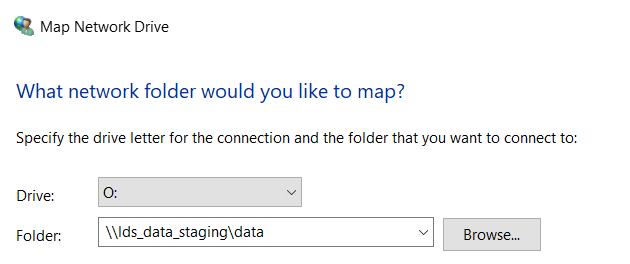 Map Network Drive
What network folder would you like to map?
Specify the drive letter for the connection and the folder that you want to connect to:
Drive: O:
Folder: \\lds_data_staging\data Browse...